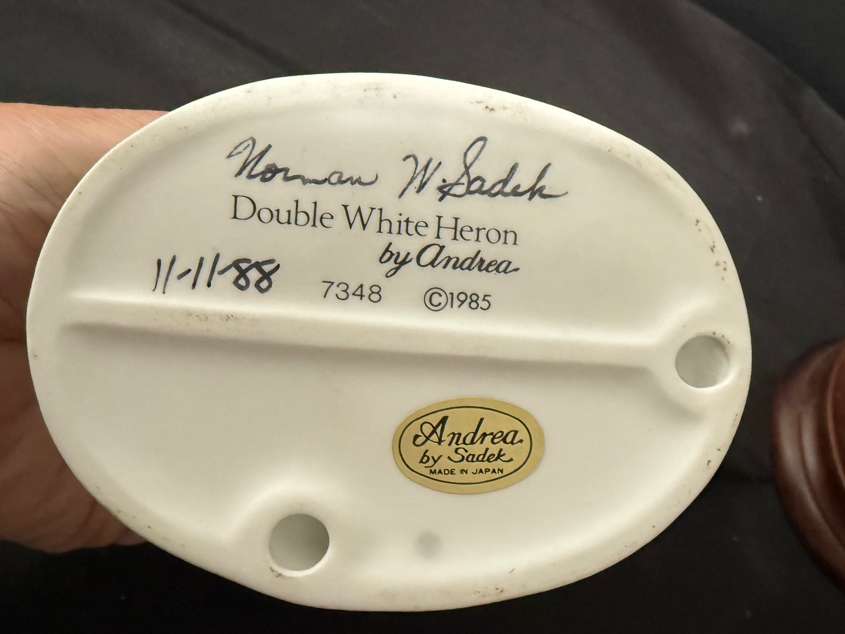 Norman W. Sadek
Double White Heron
by Andrea
11-11-88
7348 ©1985
Andrea
by Sadek
MADE IN JAPAN